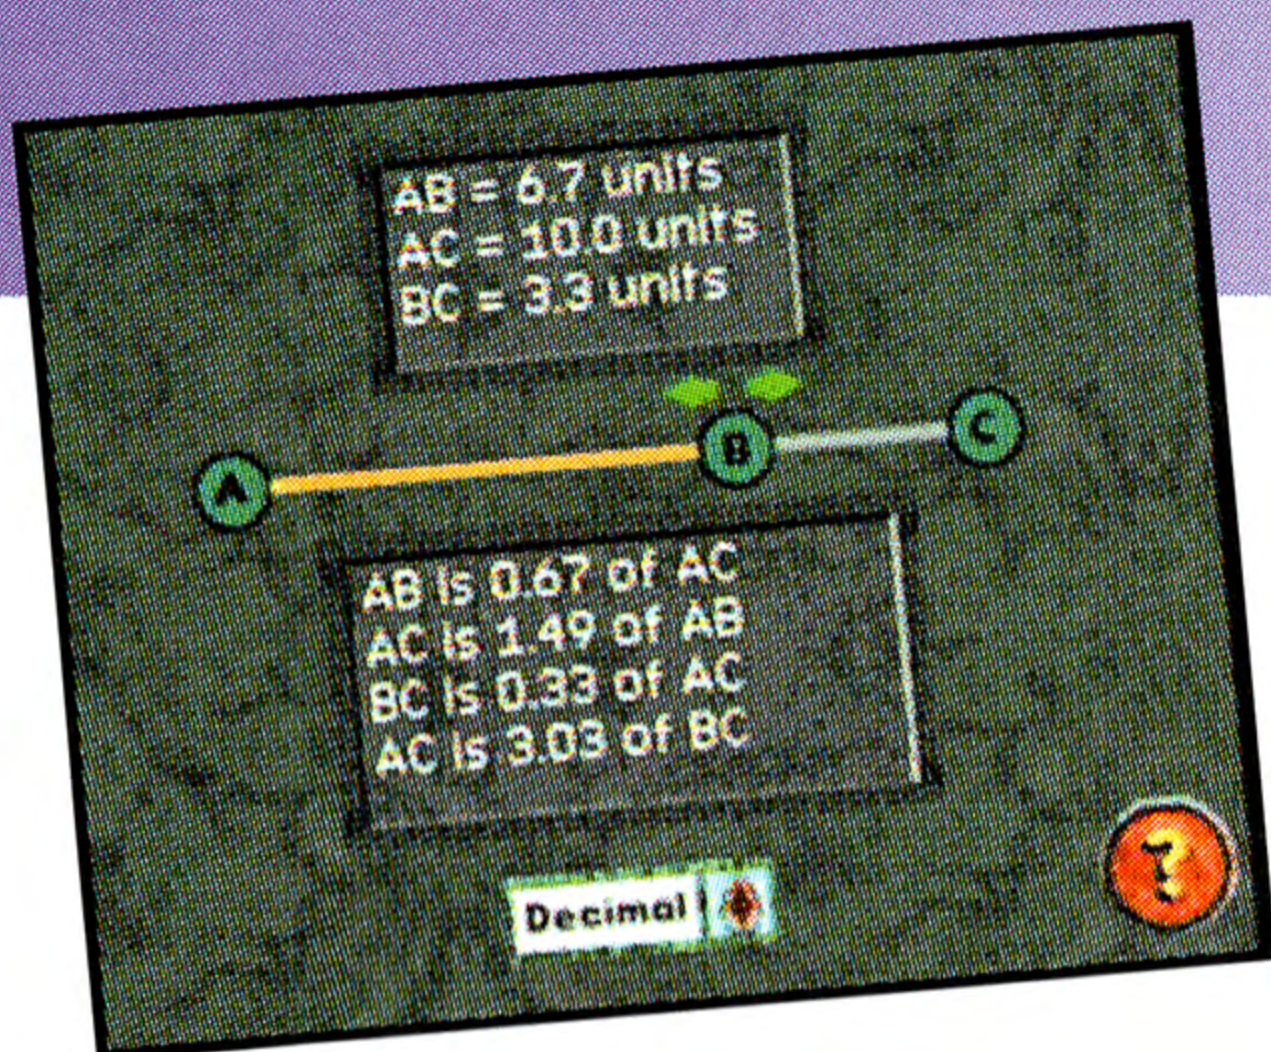 AB = 6.7 units
AC = 10.0 units
BC = 3.3 units
A
B
C
AB is 0.67 of AC
AC is 1.49 of AB
BC is 0.33 of AC
AC is 3.03 of BC
Decimal
?